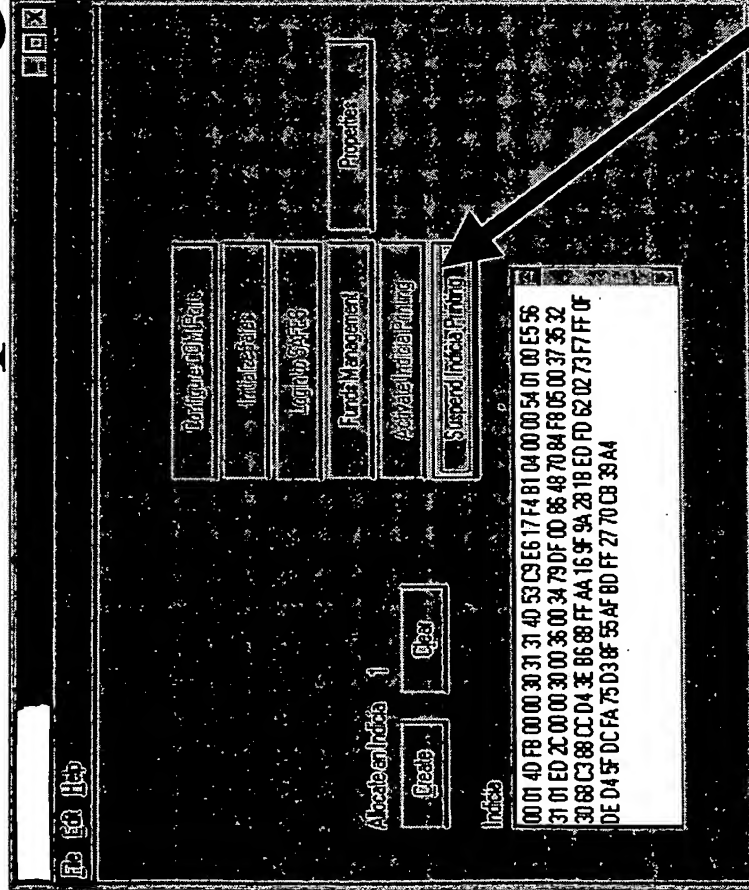 File Edit Help
Configure COM Ports
Initialize Safes
Login to SAFES
Funds Management
Activate Indicia Printing
Suspend Indicia Printing
Properties
Allocate an Indicia 1
Create
Clear
Indicia
00 01 4D FB 00 00 30 31 31 4D 53 C9 E6 17 F4 B1 04 00 00 54 01 00 E5 56
31 01 ED 2C 00 00 30 00 36 00 34 79 DF 0D 86 48 70 84 F8 05 00 37 35 32
30 68 C3 88 CC D4 3E B6 88 FF AA 16 9F 9A 28 1B ED FD 62 02 73 F7 FF 0F
DE D4 5F DC FA 75 D3 8F 55 AF BD FF 27 70 CB 39 A4